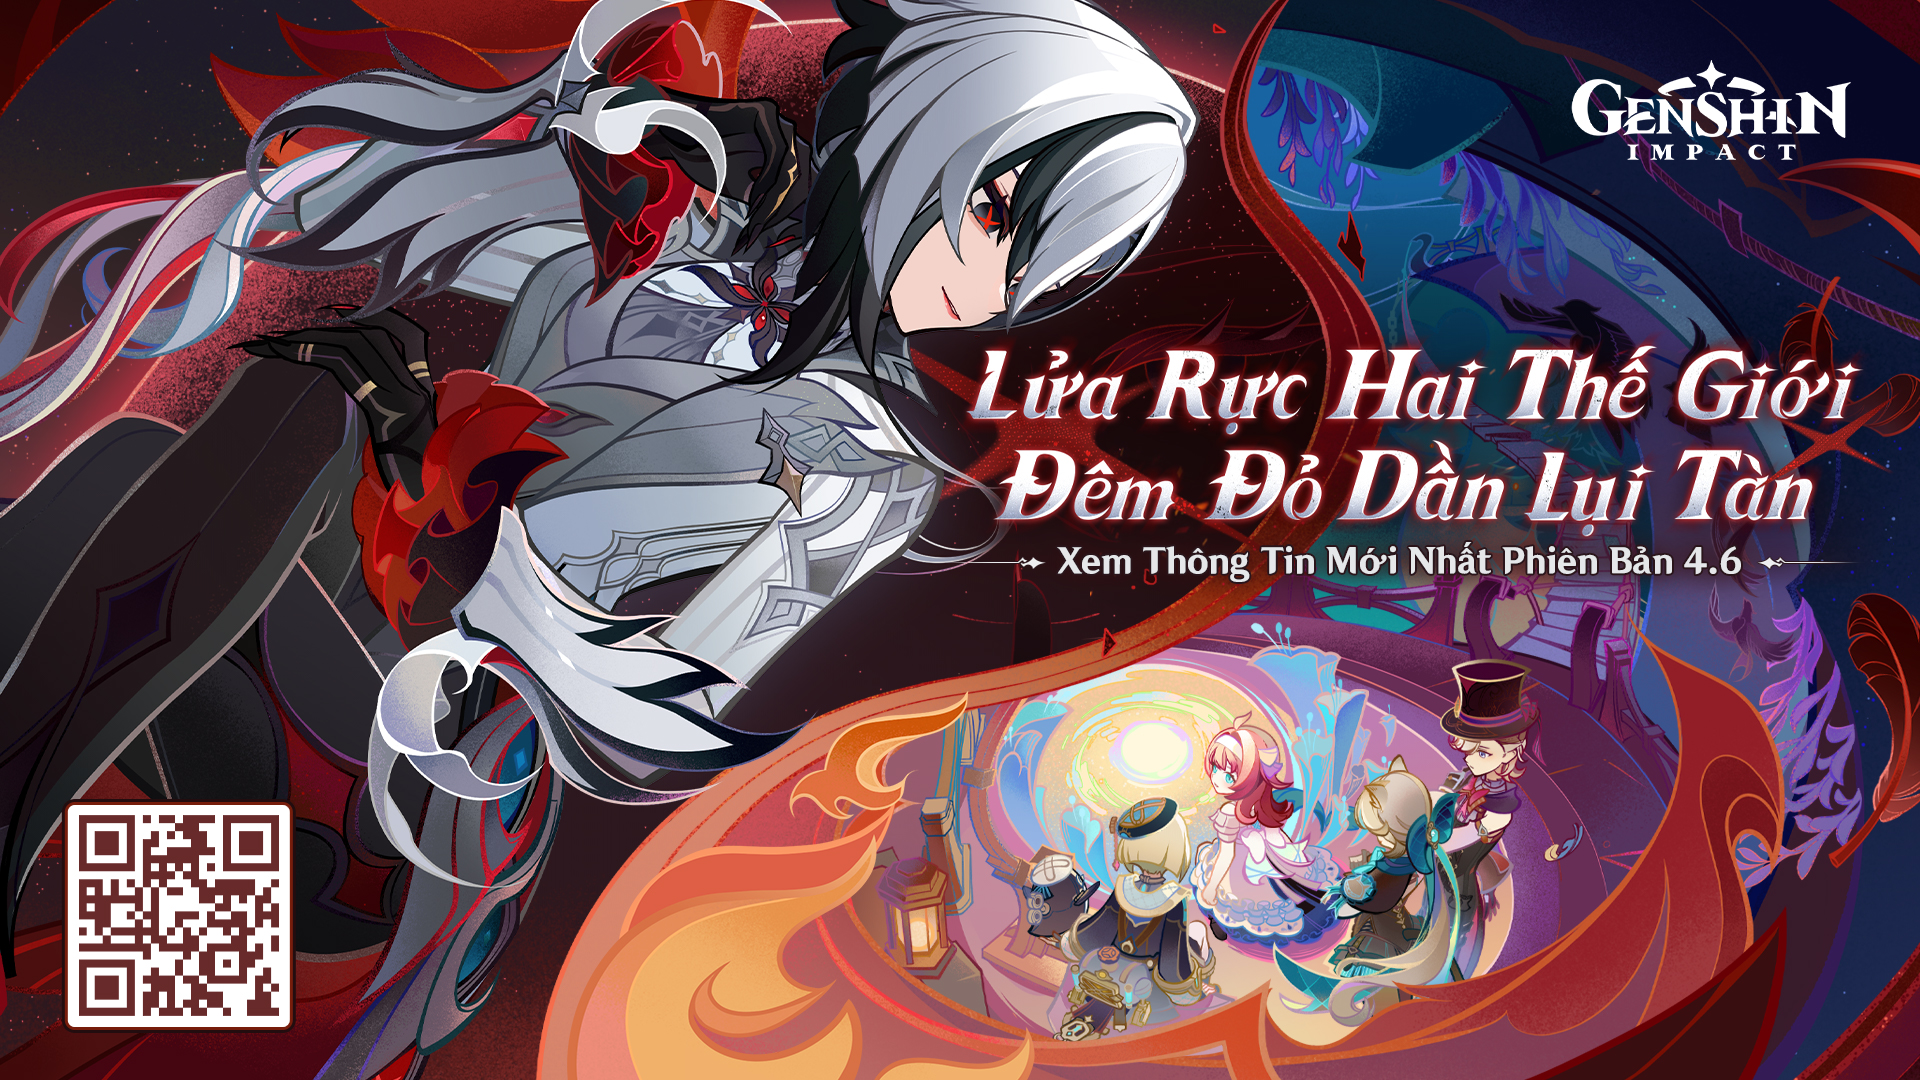 GENSHIN
IMPACT
Lửa Rực Hai Thế Giới
Đêm Đỏ Dần Lụi Tàn
Xem Thông Tin Mới Nhất Phiên Bản 4.6